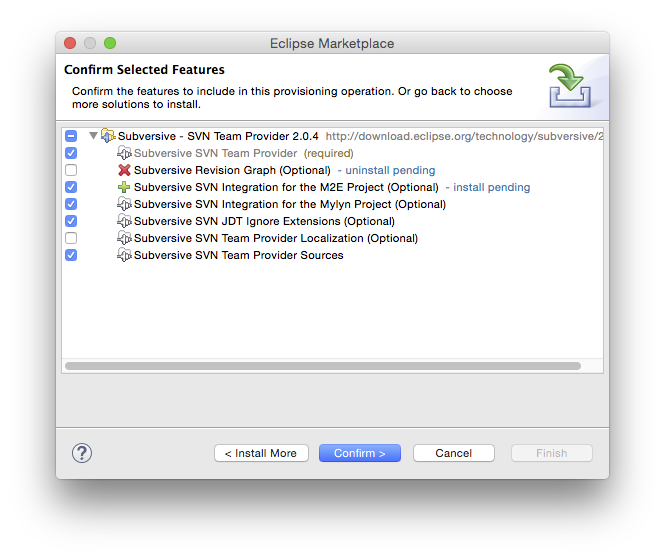 Eclipse Marketplace
Confirm Selected Features
Confirm the features to include in this provisioning operation. Or go back to choose
more solutions to install.
Subversive - SVN Team Provider 2.0.4 http://download.eclipse.org/technology/subversive/2
Subversive SVN Team Provider (required)
Subversive Revision Graph (Optional) - uninstall pending
Subversive SVN Integration for the M2E Project (Optional) - install pending
Subversive SVN Integration for the Mylyn Project (Optional)
Subversive SVN JDT Ignore Extensions (Optional)
Subversive SVN Team Provider Localization (Optional)
Subversive SVN Team Provider Sources
? < Install More Confirm > Cancel Finish